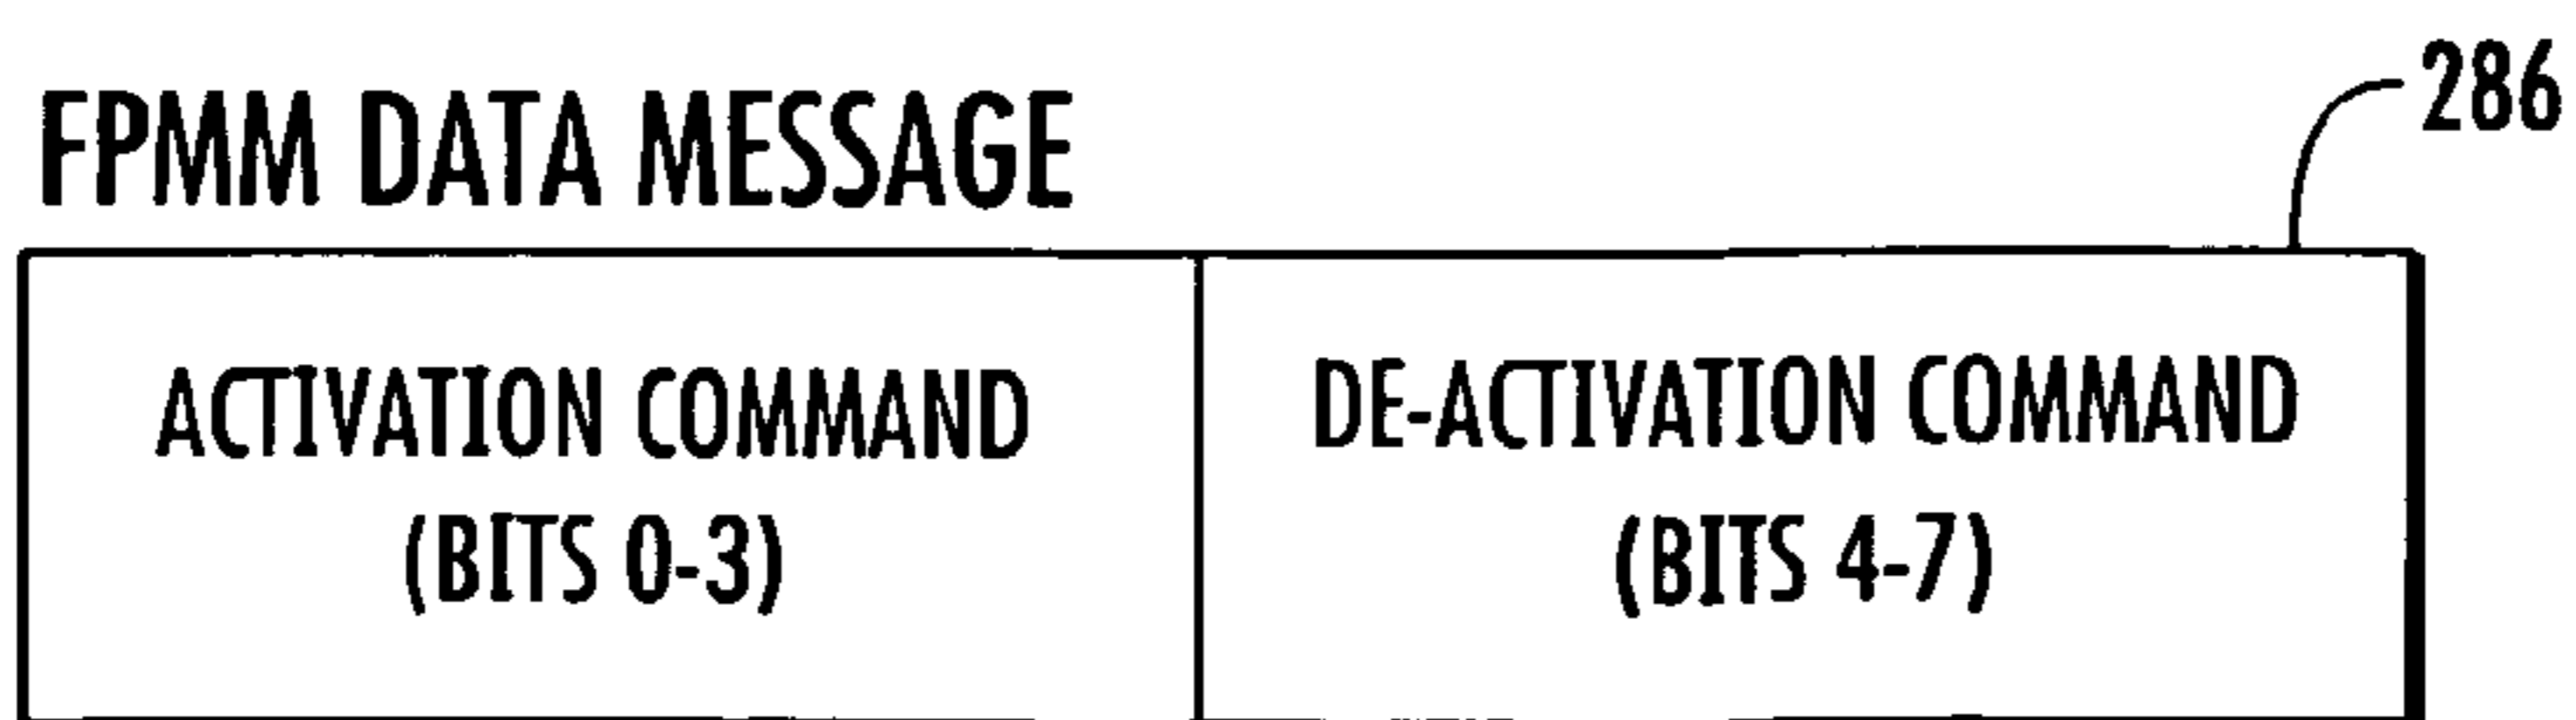 286
FPMM DATA MESSAGE
ACTIVATION COMMAND
(BITS 0-3)
DE-ACTIVATION COMMAND
(BITS 4-7)